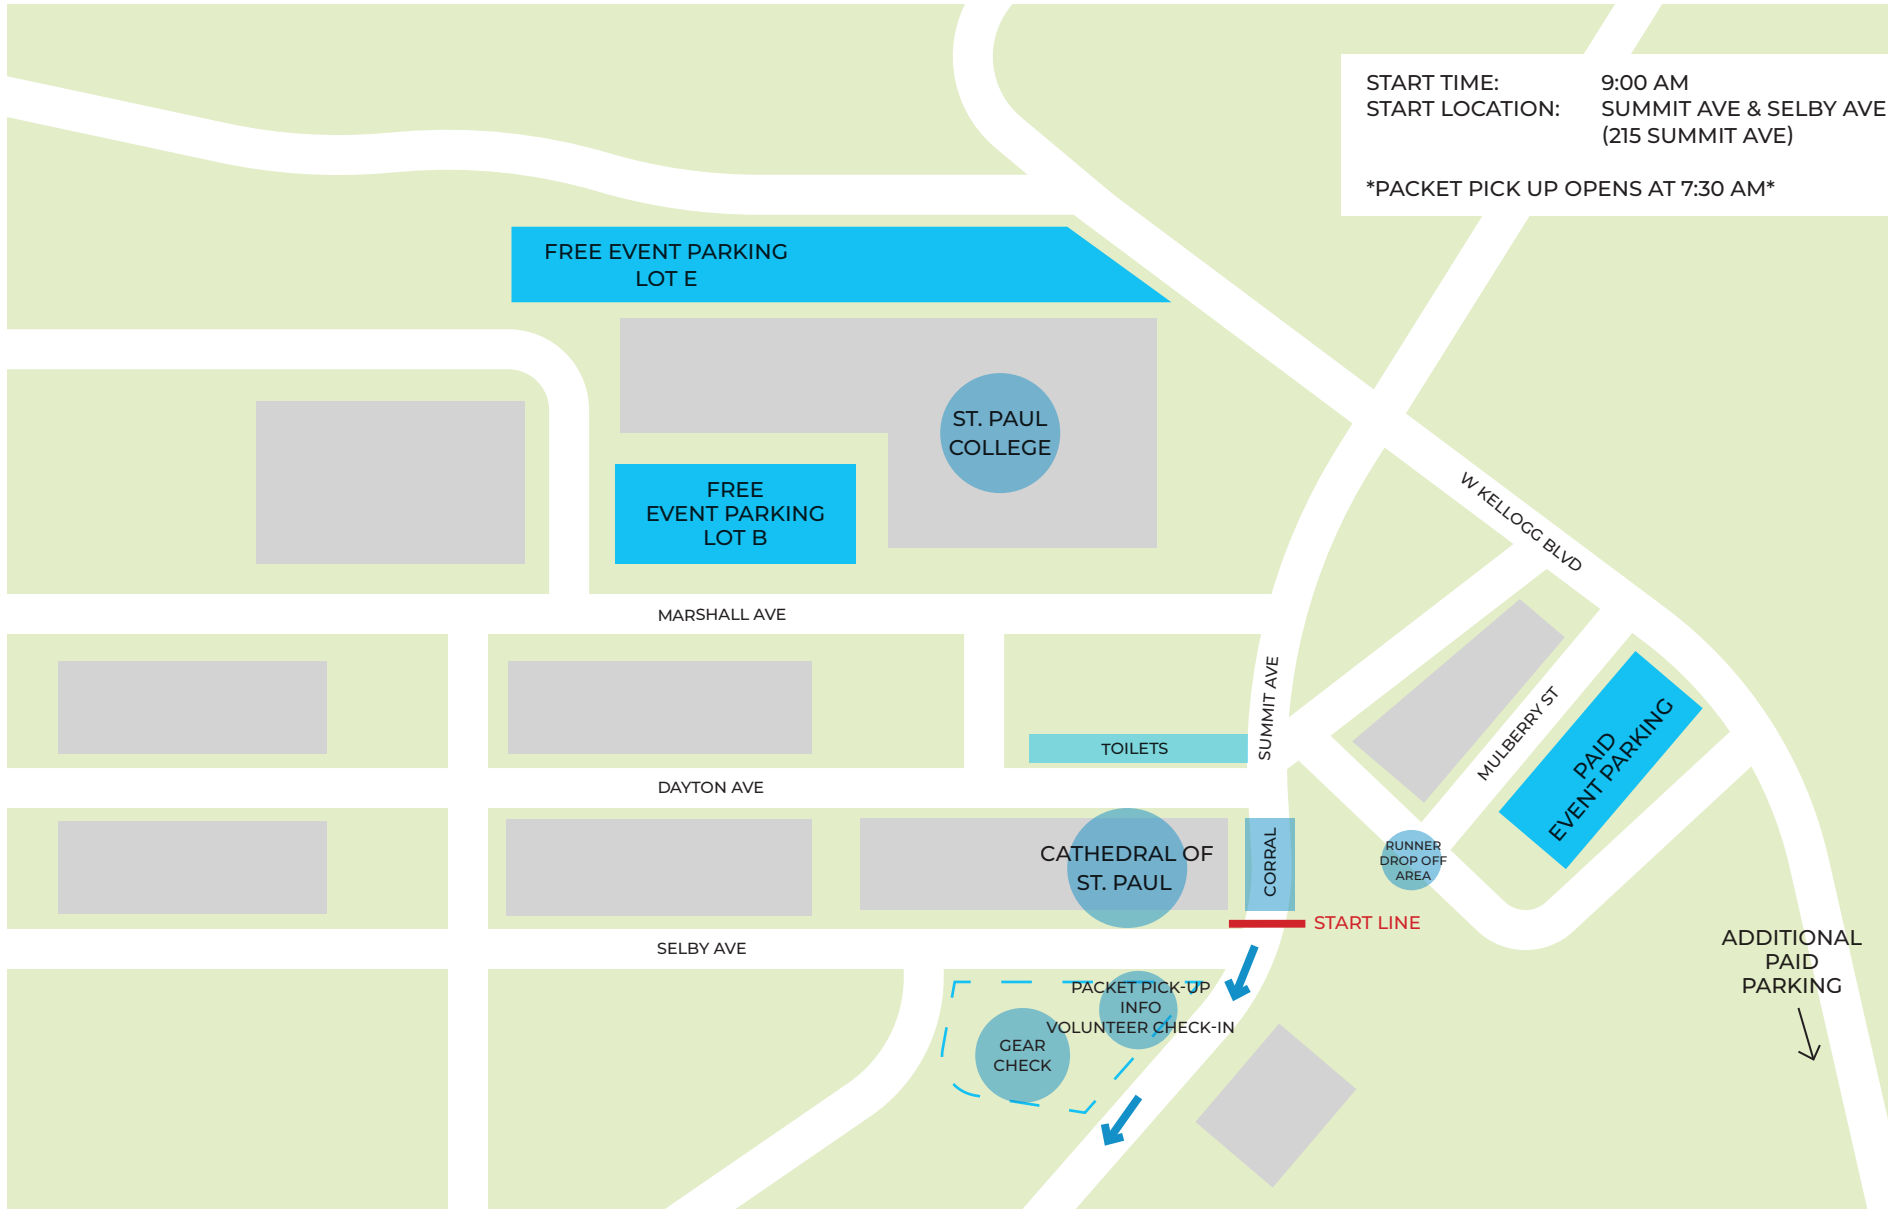 START TIME: 9:00 AM
START LOCATION: SUMMIT AVE & SELBY AVE
(215 SUMMIT AVE)
*PACKET PICK UP OPENS AT 7:30 AM*
FREE EVENT PARKING
LOT E
ST. PAUL
COLLEGE
FREE
EVENT PARKING
LOT B
W KELLOGG BLVD
MARSHALL AVE
SUMMIT AVE
MULBERRY ST
PAID
EVENT PARKING
TOILETS
DAYTON AVE
CATHEDRAL OF
ST. PAUL
CORRAL
RUNNER
DROP OFF
AREA
START LINE
SELBY AVE
ADDITIONAL
PAID
PARKING
PACKET PICK-UP
INFO
VOLUNTEER CHECK-IN
GEAR
CHECK